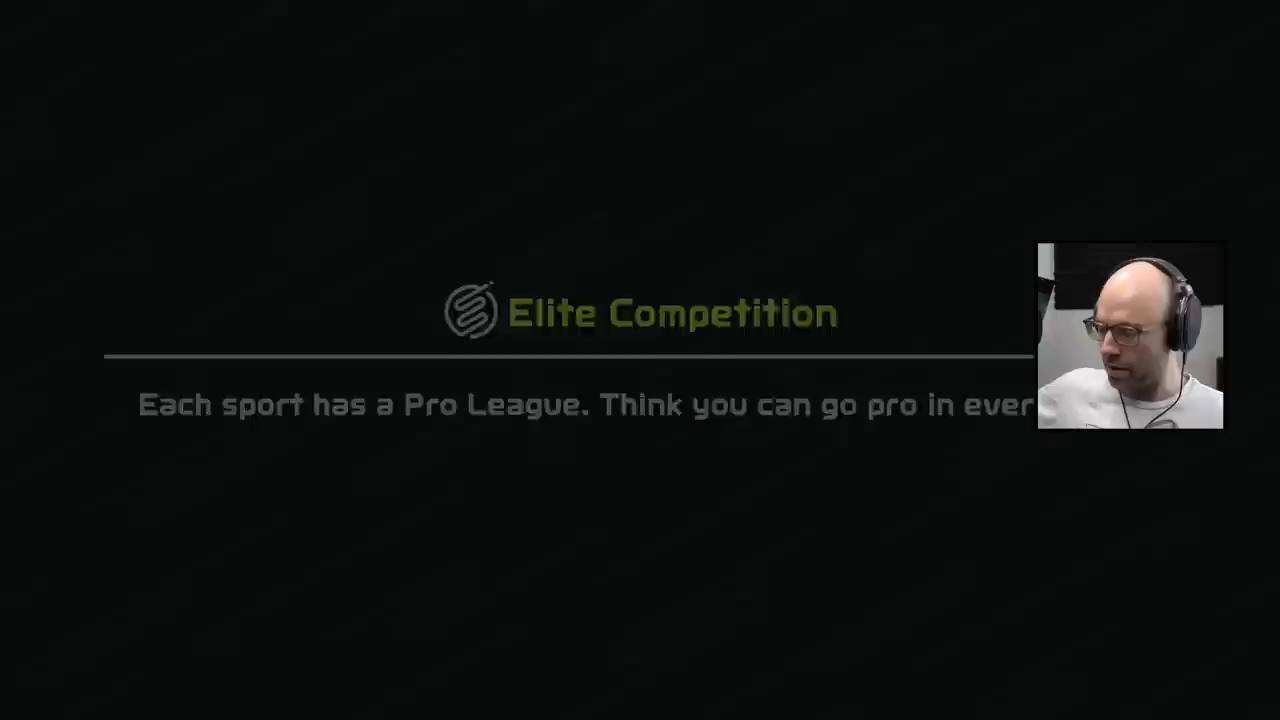 Elite Competition
Each sport has a Pro League. Think you can go pro in ever